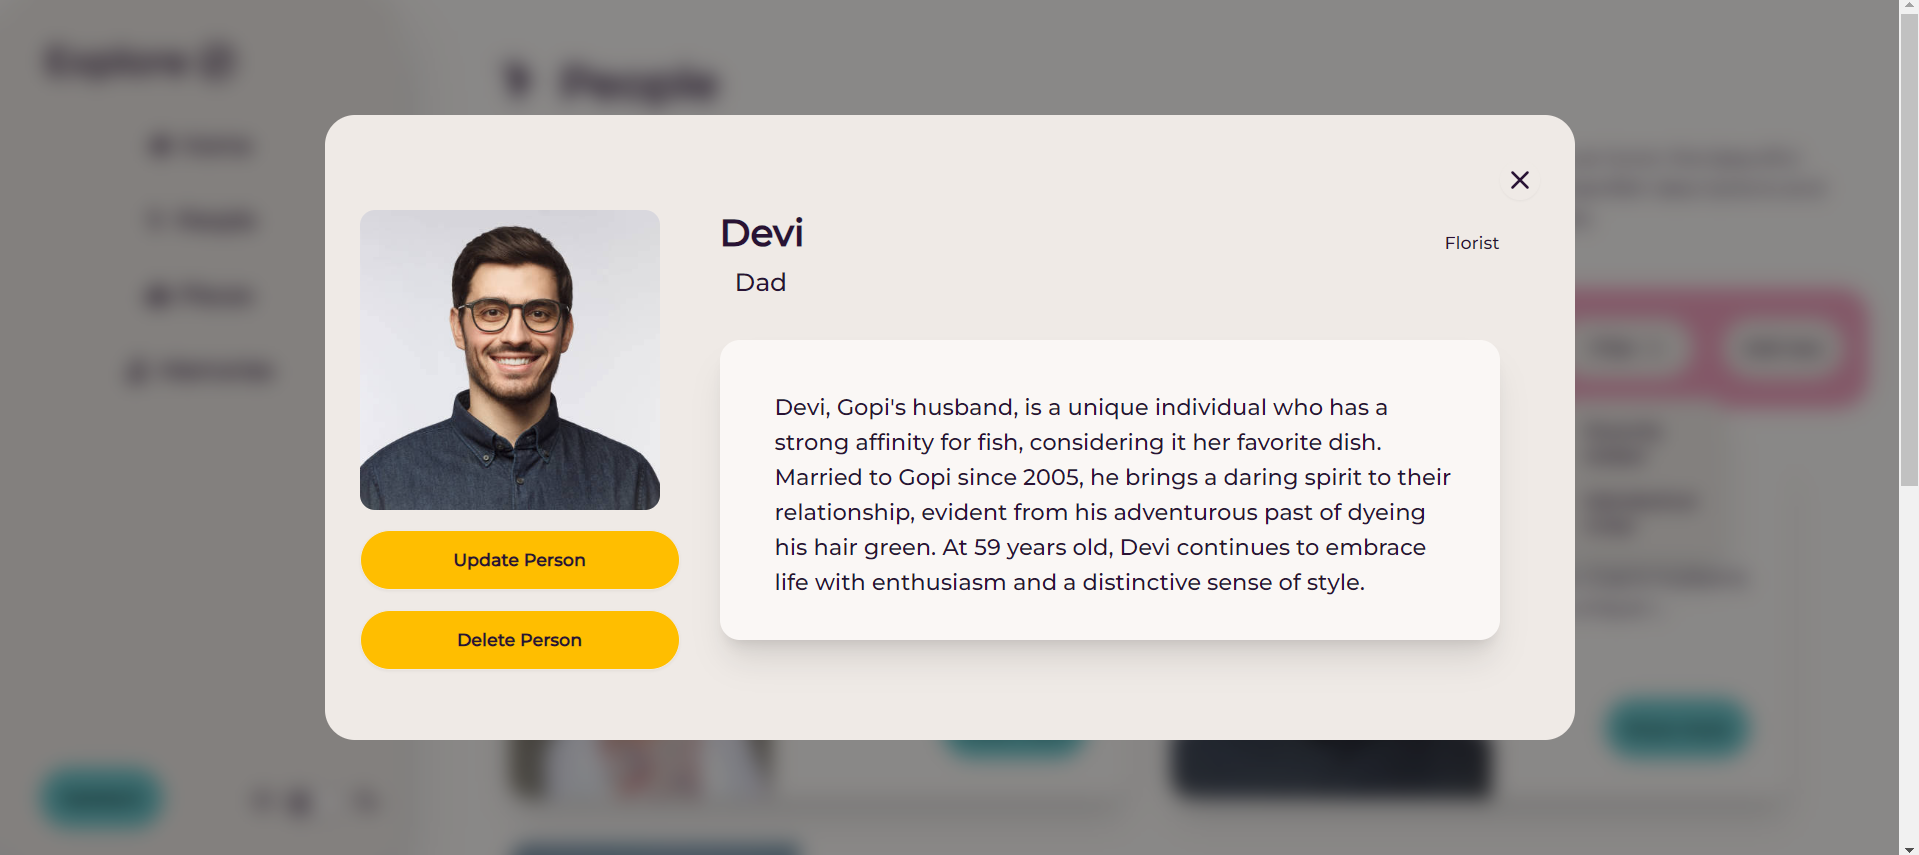 Explore
People
Devi
Florist
Dad
Devi, Gopi's husband, is a unique individual who has a
strong affinity for fish, considering it her favorite dish.
Married to Gopi since 2005, he brings a daring spirit to their
relationship, evident from his adventurous past of dyeing
his hair green. At 59 years old, Devi continues to embrace
life with enthusiasm and a distinctive sense of style.
Update Person
Delete Person